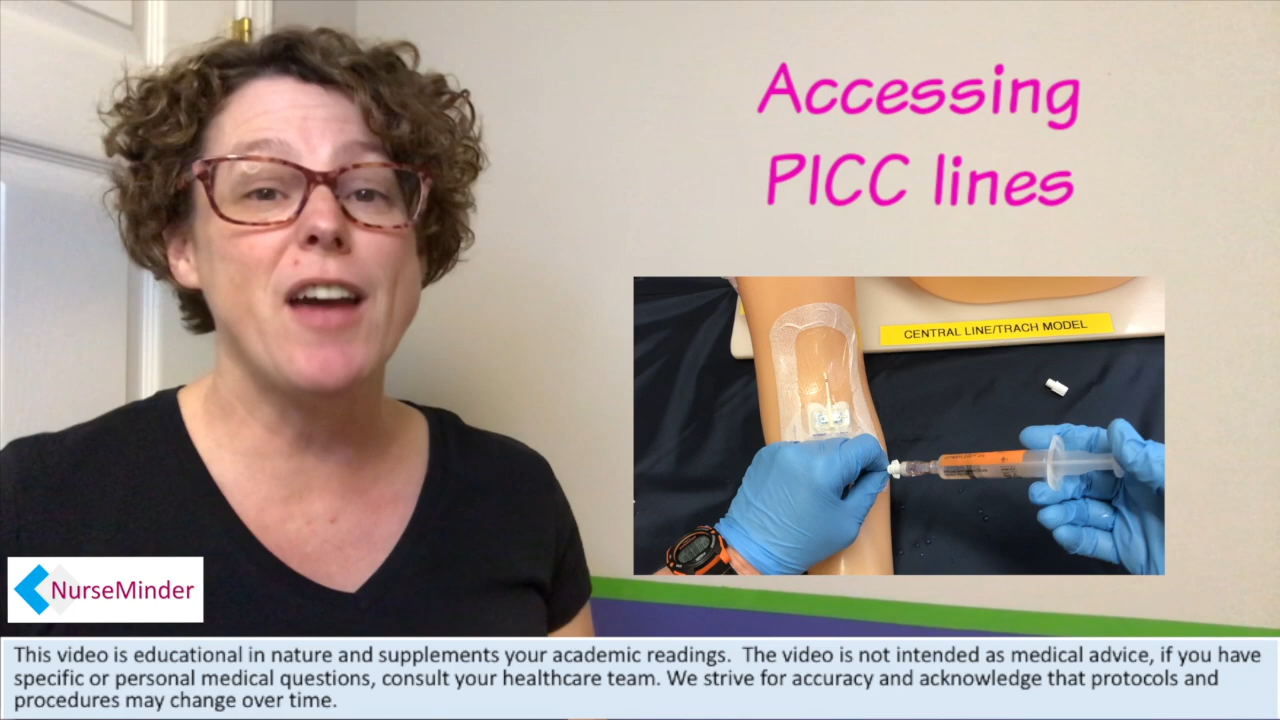 Accessing
PICC lines
CENTRAL LINE/TRACH MODEL
NurseMinder
This video is educational in nature and supplements your academic readings.  The video is not intended as medical advice, if you have
specific or personal medical questions, consult your healthcare team. We strive for accuracy and acknowledge that protocols and
procedures may change over time.